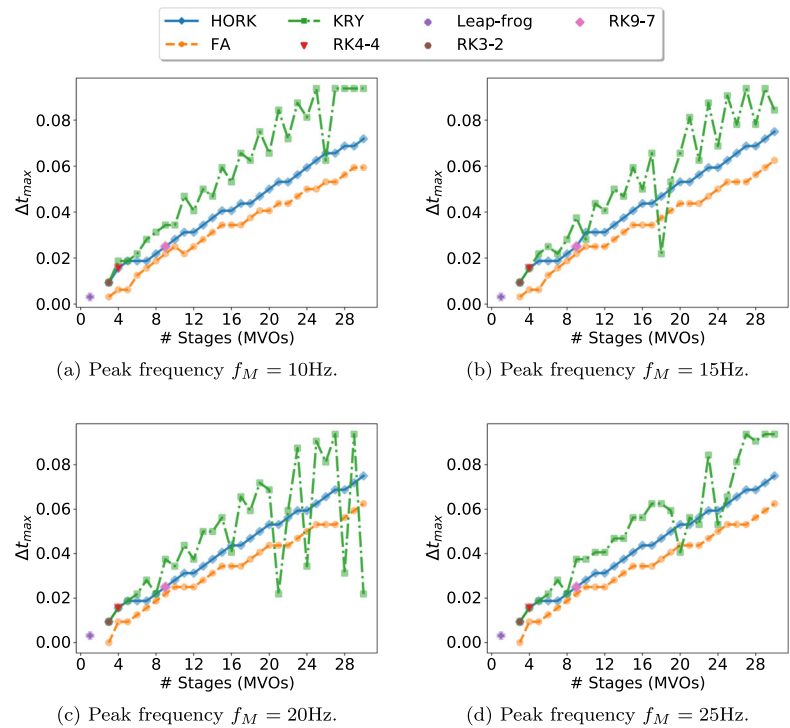 HORK KRY Leap-frog RK9-7
FA RK4-4 RK3-2
0.08
0.06
0.04
0.02
0.00
Δt_max
0 4 8 12 16 20 24 28
# Stages (MVOs)
(a) Peak frequency f_M = 10Hz.
0.08
0.06
0.04
0.02
0.00
Δt_max
0 4 8 12 16 20 24 28
# Stages (MVOs)
(b) Peak frequency f_M = 15Hz.
0.08
0.06
0.04
0.02
0.00
Δt_max
0 4 8 12 16 20 24 28
# Stages (MVOs)
(c) Peak frequency f_M = 20Hz.
0.08
0.06
0.04
0.02
0.00
Δt_max
0 4 8 12 16 20 24 28
# Stages (MVOs)
(d) Peak frequency f_M = 25Hz.